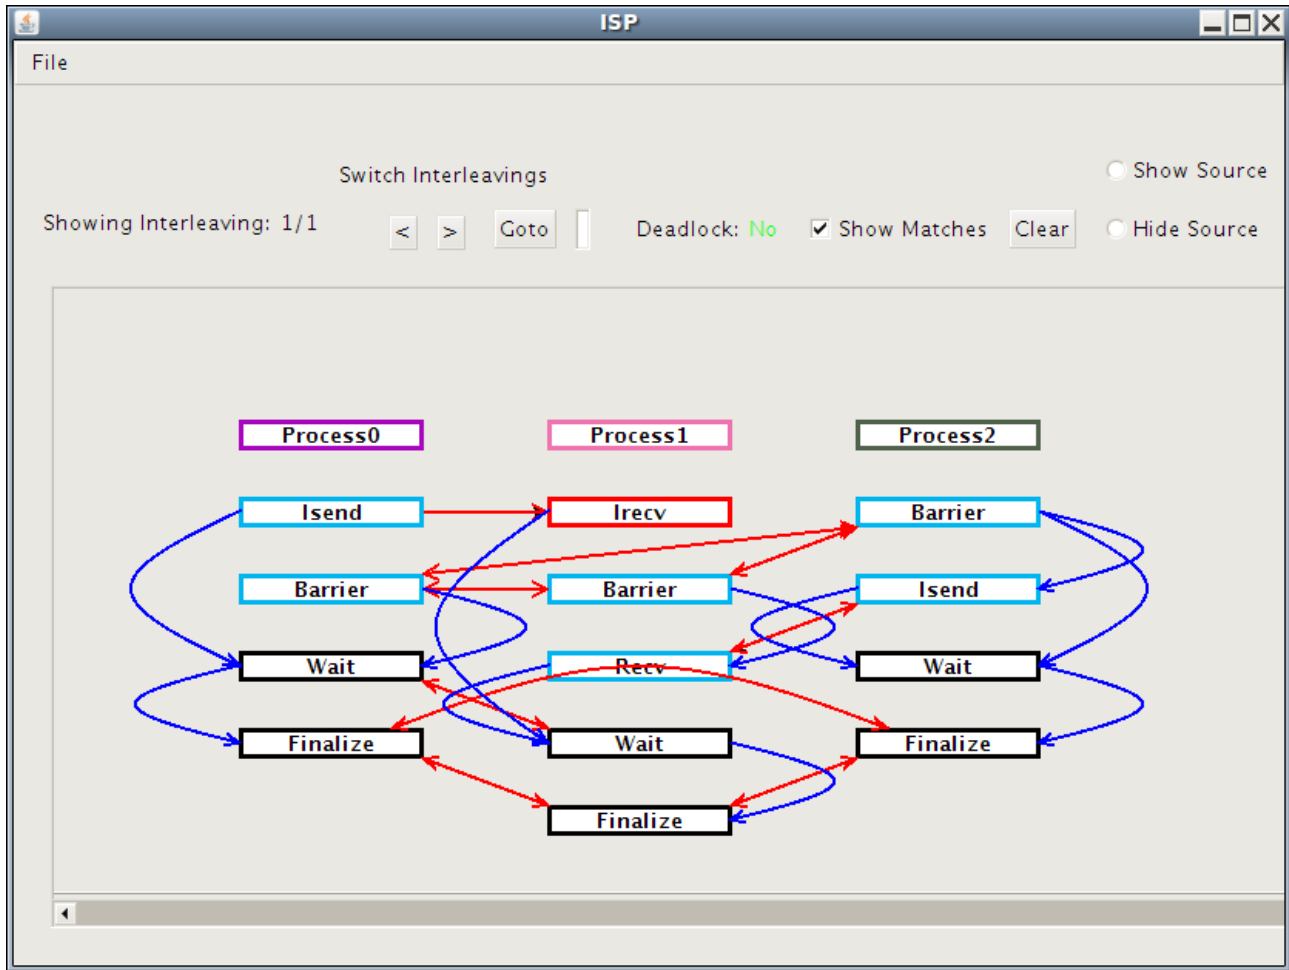 ISP
File
Switch Interleavings
Show Source
Showing Interleaving: 1/1
<
>
Goto
Deadlock: No
Show Matches
Clear
Hide Source
Process0
Process1
Process2
Isend
Irecv
Barrier
Barrier
Barrier
Isend
Wait
Recv
Wait
Finalize
Wait
Finalize
Finalize